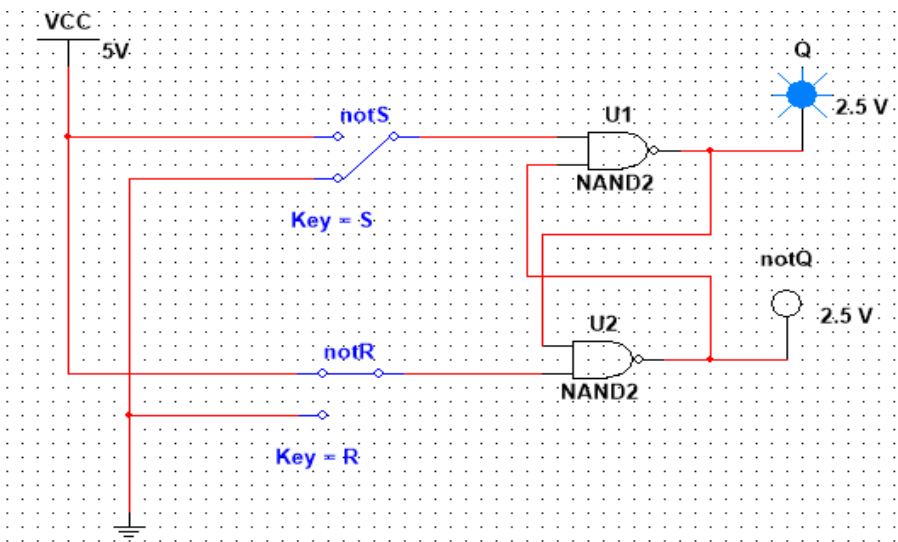 VCC
5V
Q
2.5 V
notS
U1
NAND2
Key = S
notQ
2.5 V
U2
notR
NAND2
Key = R